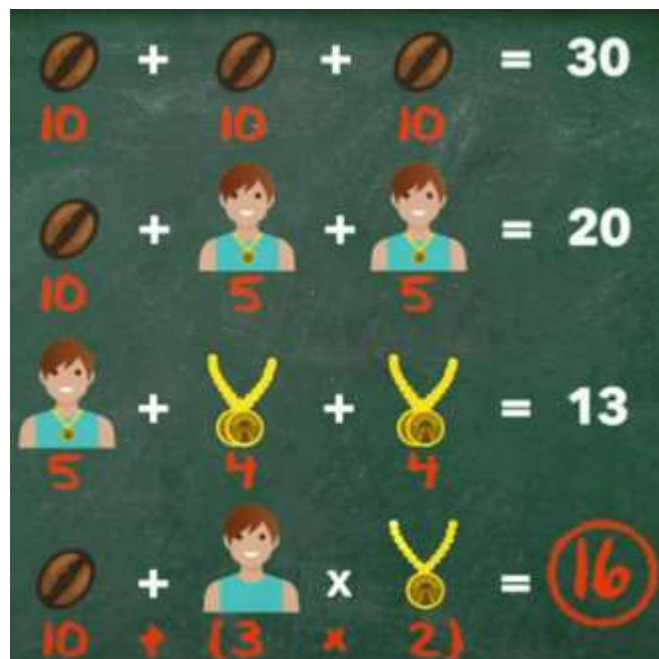 + + = 30
10 10 10
+ + = 20
10 5 5
+ + = 13
5 4 4
+ x = 16
10 + (3 x 2)